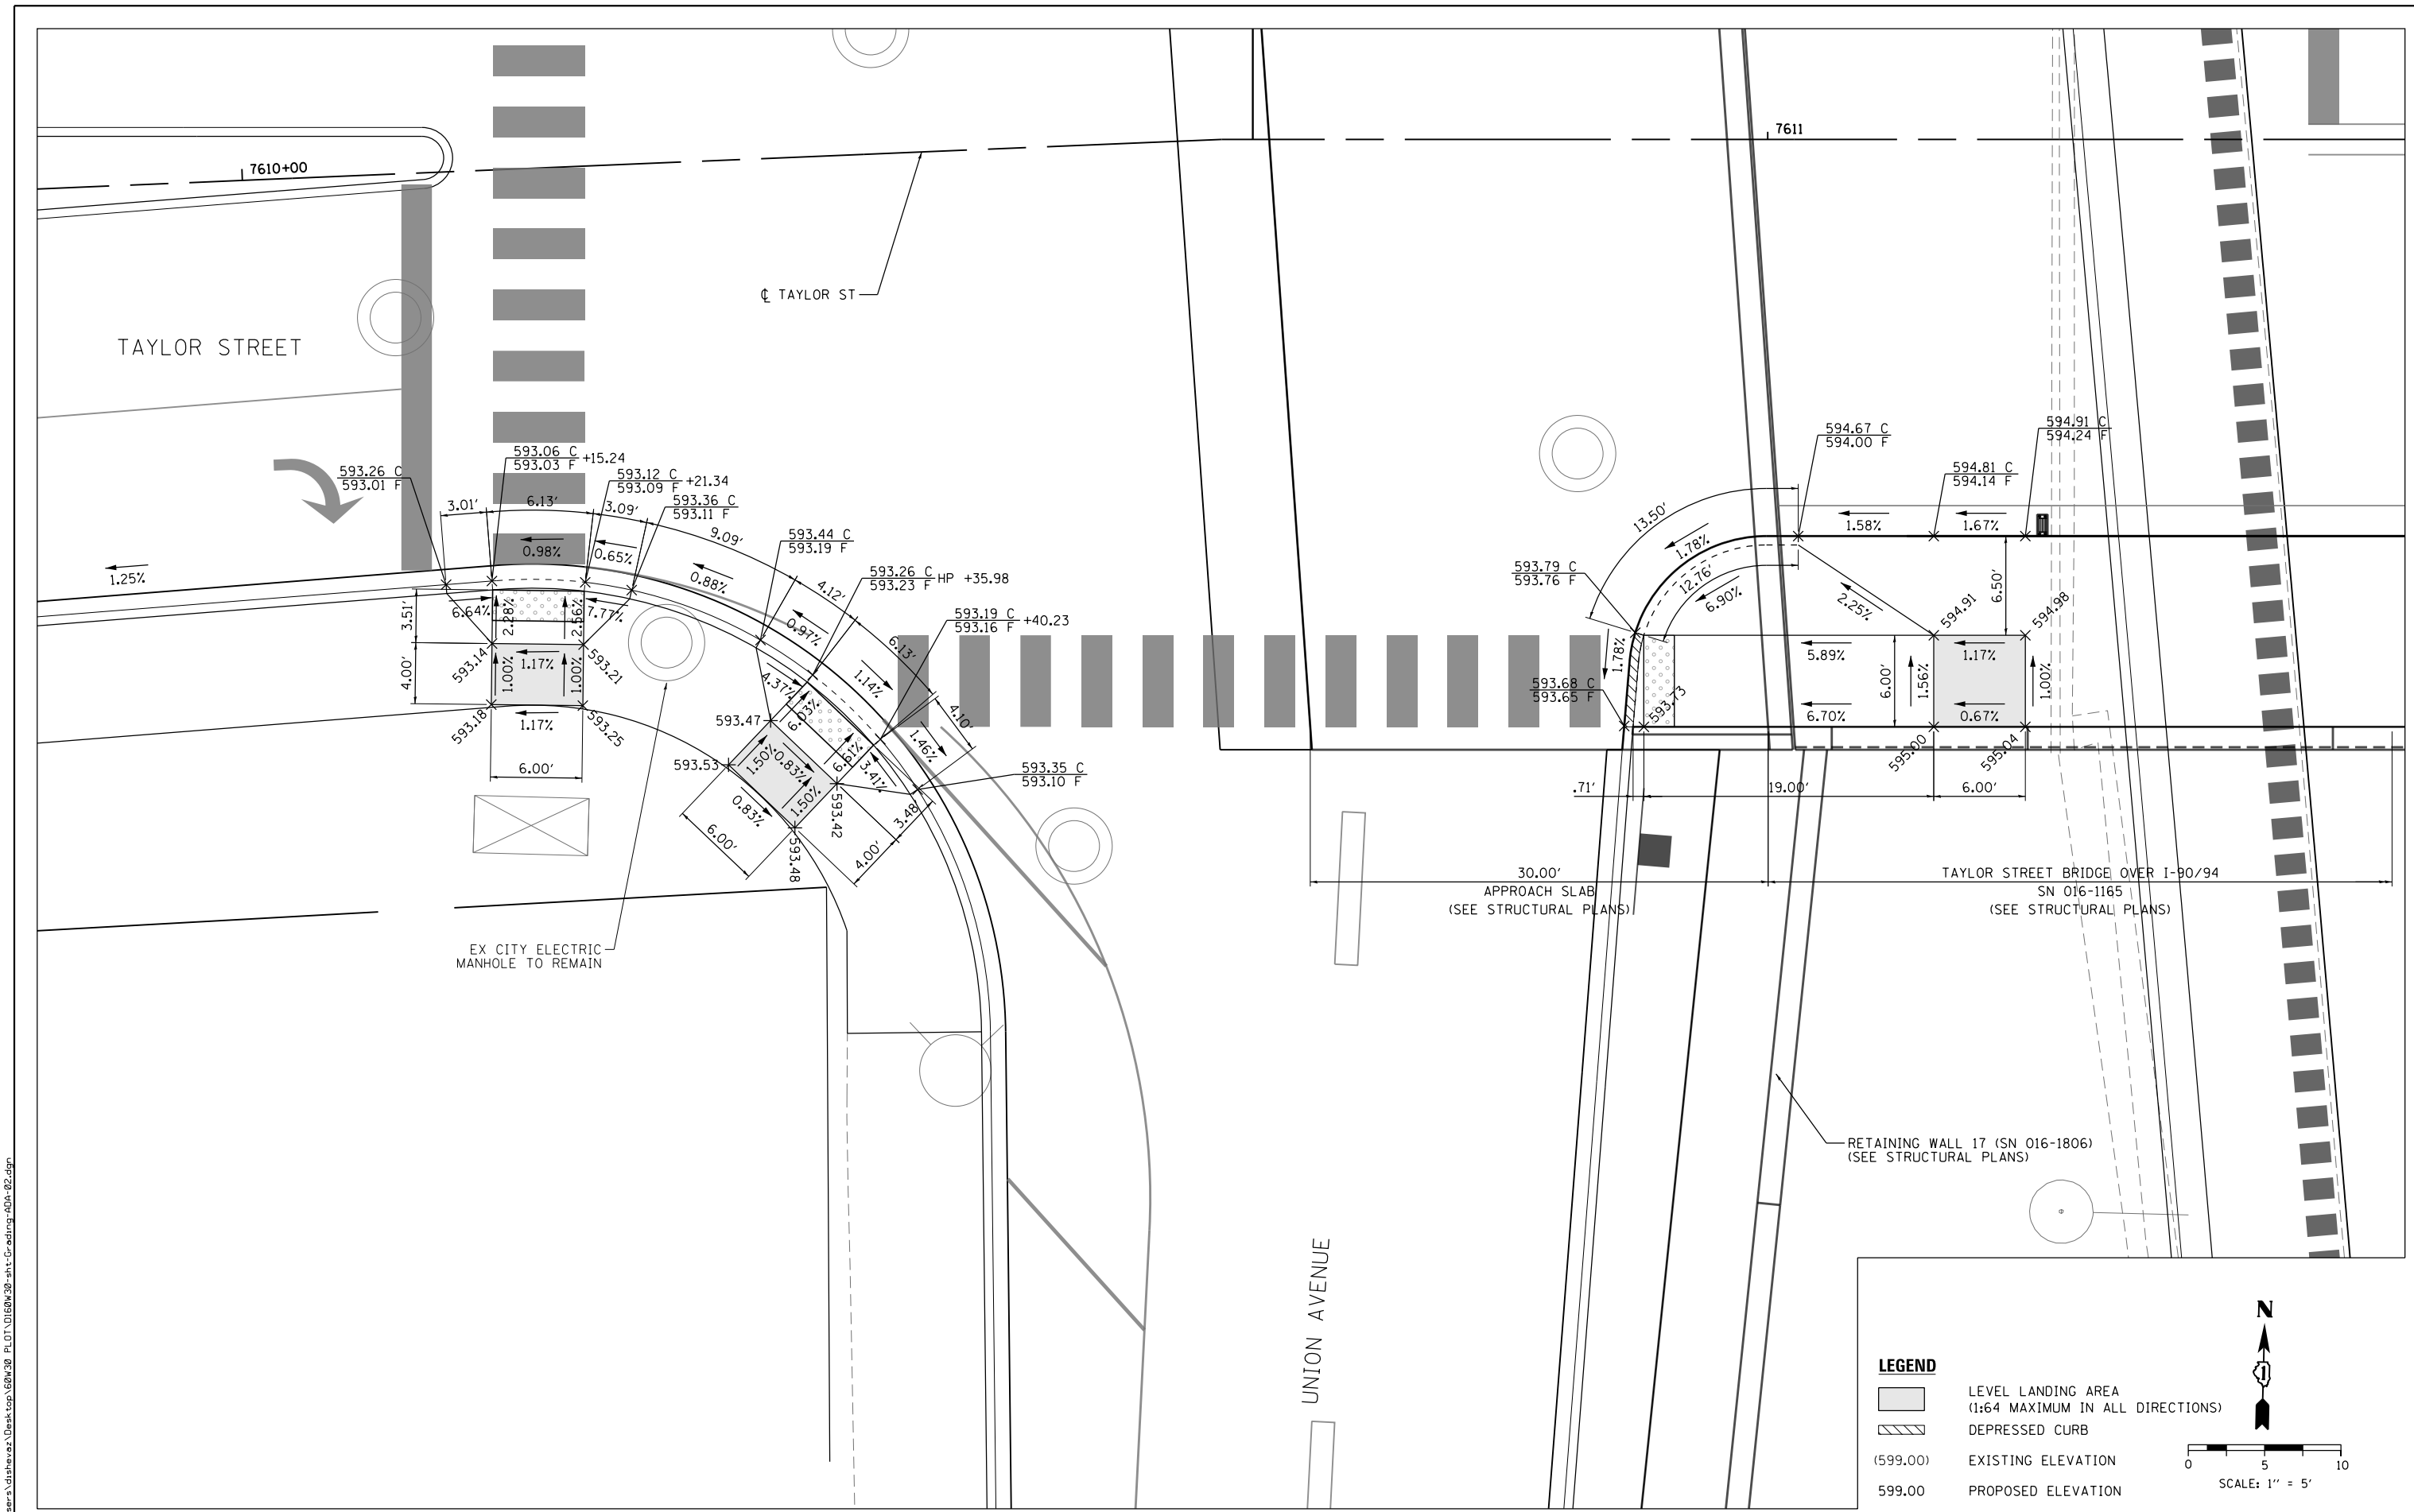 7610+00
7611
℄ TAYLOR ST
TAYLOR STREET
593.26 C
593.01 F
593.06 C
593.03 F
+15.24
593.12 C
593.09 F
+21.34
593.36 C
593.11 F
3.01'
6.13'
3.09'
9.09'
593.44 C
593.19 F
4.12'
593.26 C
593.23 F
HP +35.98
593.19 C
593.16 F
+40.23
6.13'
4.10'
1.25%
0.98%
0.65%
0.88%
0.97%
1.14%
1.46%
3.51'
4.00'
6.64%
2.28%
2.56%
7.77%
593.14
593.21
1.00%
1.17%
1.00%
593.18
1.17%
593.25
6.00'
4.37%
6.03%
593.47
593.53
1.50%
0.83%
6.61%
3.41%
1.50%
0.83%
593.42
593.48
6.00'
4.00'
3.48'
593.35 C
593.10 F
EX CITY ELECTRIC
MANHOLE TO REMAIN
594.67 C
594.00 F
594.81 C
594.14 F
594.91 C
594.24 F
13.50'
1.78%
12.76'
6.90%
1.58%
1.67%
593.79 C
593.76 F
2.25%
6.50'
594.91
594.98
1.78%
5.89%
6.00'
1.56%
1.17%
1.00%
593.68 C
593.65 F
593.73
6.70%
0.67%
595.00
595.04
.71'
19.00'
6.00'
30.00'
APPROACH SLAB
(SEE STRUCTURAL PLANS)
TAYLOR STREET BRIDGE OVER I-90/94
SN 016-1165
(SEE STRUCTURAL PLANS)
RETAINING WALL 17 (SN 016-1806)
(SEE STRUCTURAL PLANS)
UNION AVENUE
LEGEND
LEVEL LANDING AREA
(1:64 MAXIMUM IN ALL DIRECTIONS)
DEPRESSED CURB
(599.00) EXISTING ELEVATION
599.00 PROPOSED ELEVATION
N
1
0 5 10
SCALE: 1'' = 5'
sers\dishevaz\Desktop\60W30 PLOT\D160W30-sht-Grading-ADA-02.dgn